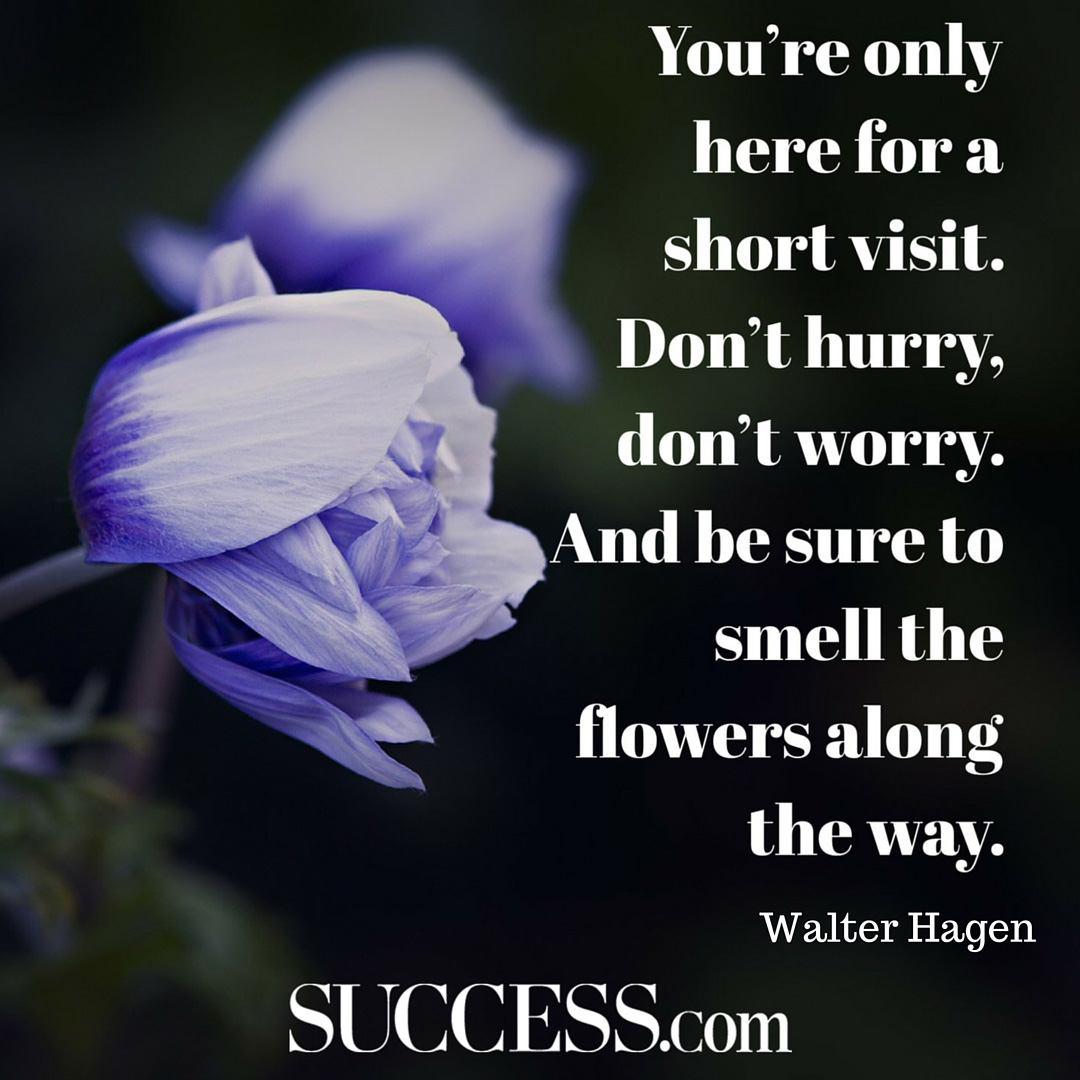 You’re only
here for a
short visit.
Don’t hurry,
don’t worry.
And be sure to
smell the
flowers along
the way.
Walter Hagen
SUCCESS.com